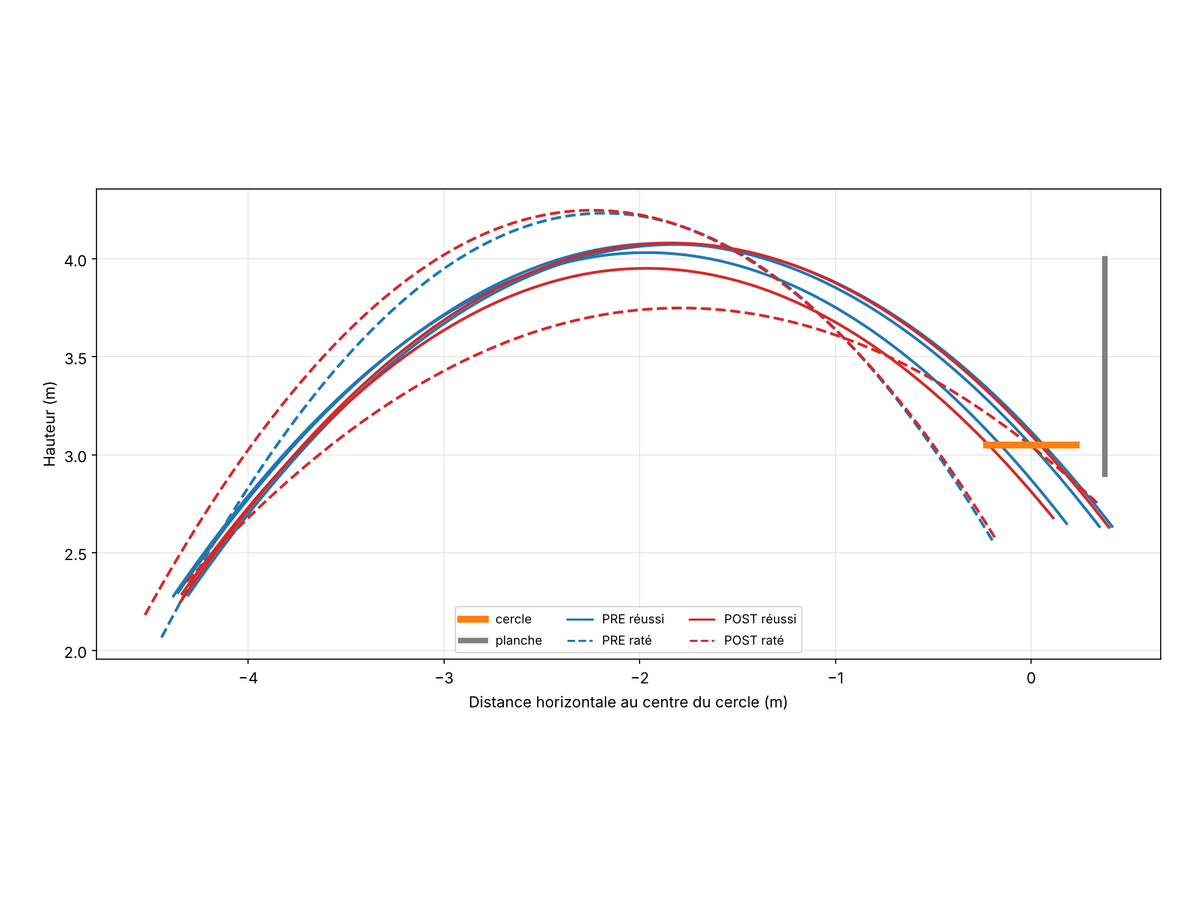 4.0
3.5
3.0
2.5
2.0
Hauteur (m)
−4 −3 −2 −1 0
Distance horizontale au centre du cercle (m)
cercle PRE réussi POST réussi
planche PRE raté POST raté